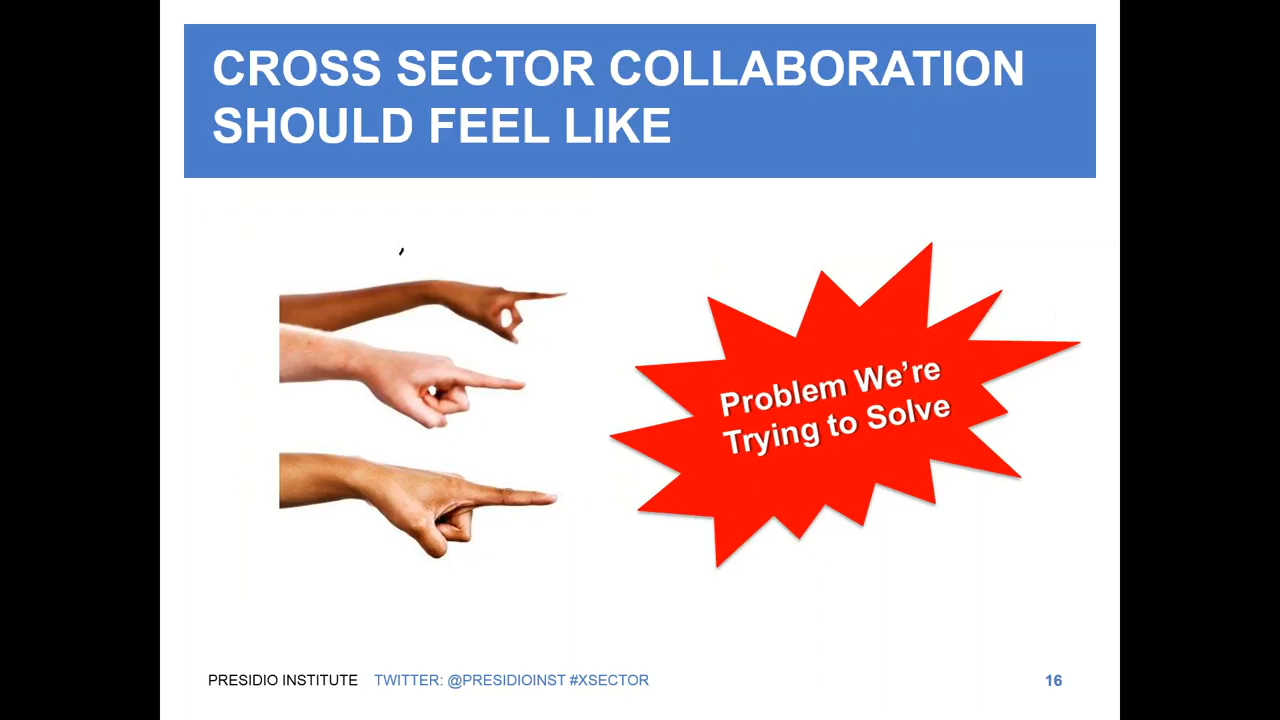 CROSS SECTOR COLLABORATION
SHOULD FEEL LIKE
Problem We’re
Trying to Solve
PRESIDIO INSTITUTE TWITTER: @PRESIDIOINST #XSECTOR 16